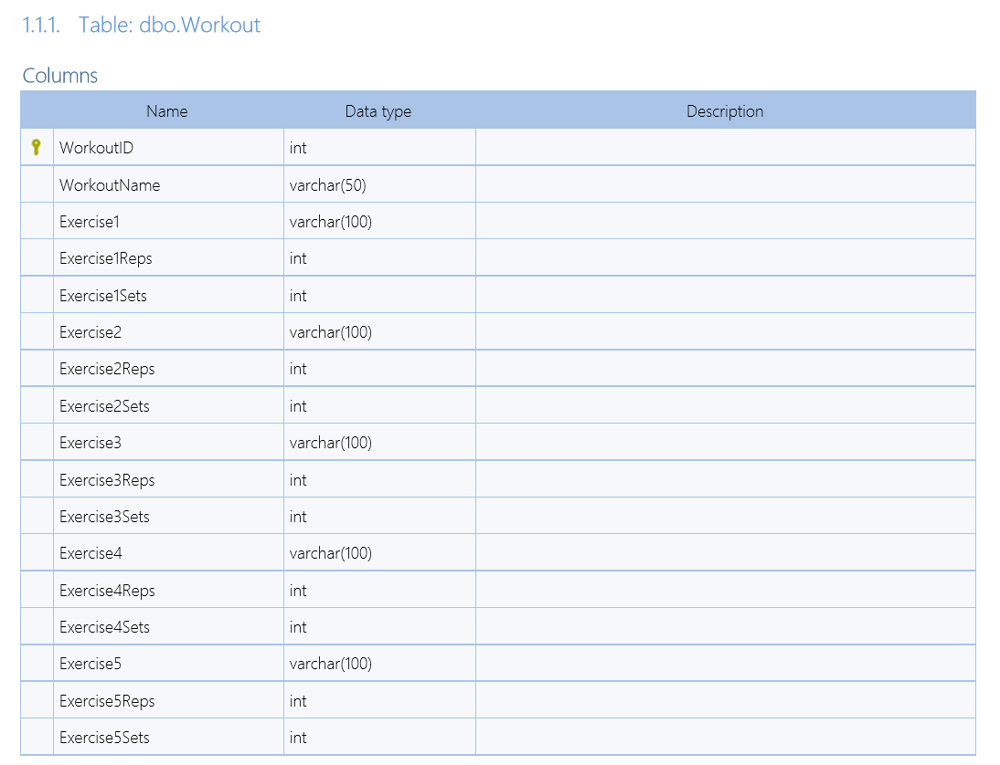 1.1.1. Table: dbo.Workout
Columns
Name Data type Description
WorkoutID int
WorkoutName varchar(50)
Exercise1 varchar(100)
Exercise1Reps int
Exercise1Sets int
Exercise2 varchar(100)
Exercise2Reps int
Exercise2Sets int
Exercise3 varchar(100)
Exercise3Reps int
Exercise3Sets int
Exercise4 varchar(100)
Exercise4Reps int
Exercise4Sets int
Exercise5 varchar(100)
Exercise5Reps int
Exercise5Sets int